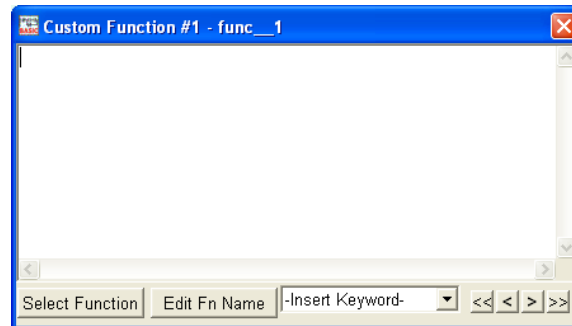 Custom Function #1 - func__1
Select Function Edit Fn Name -Insert Keyword- << < > >>